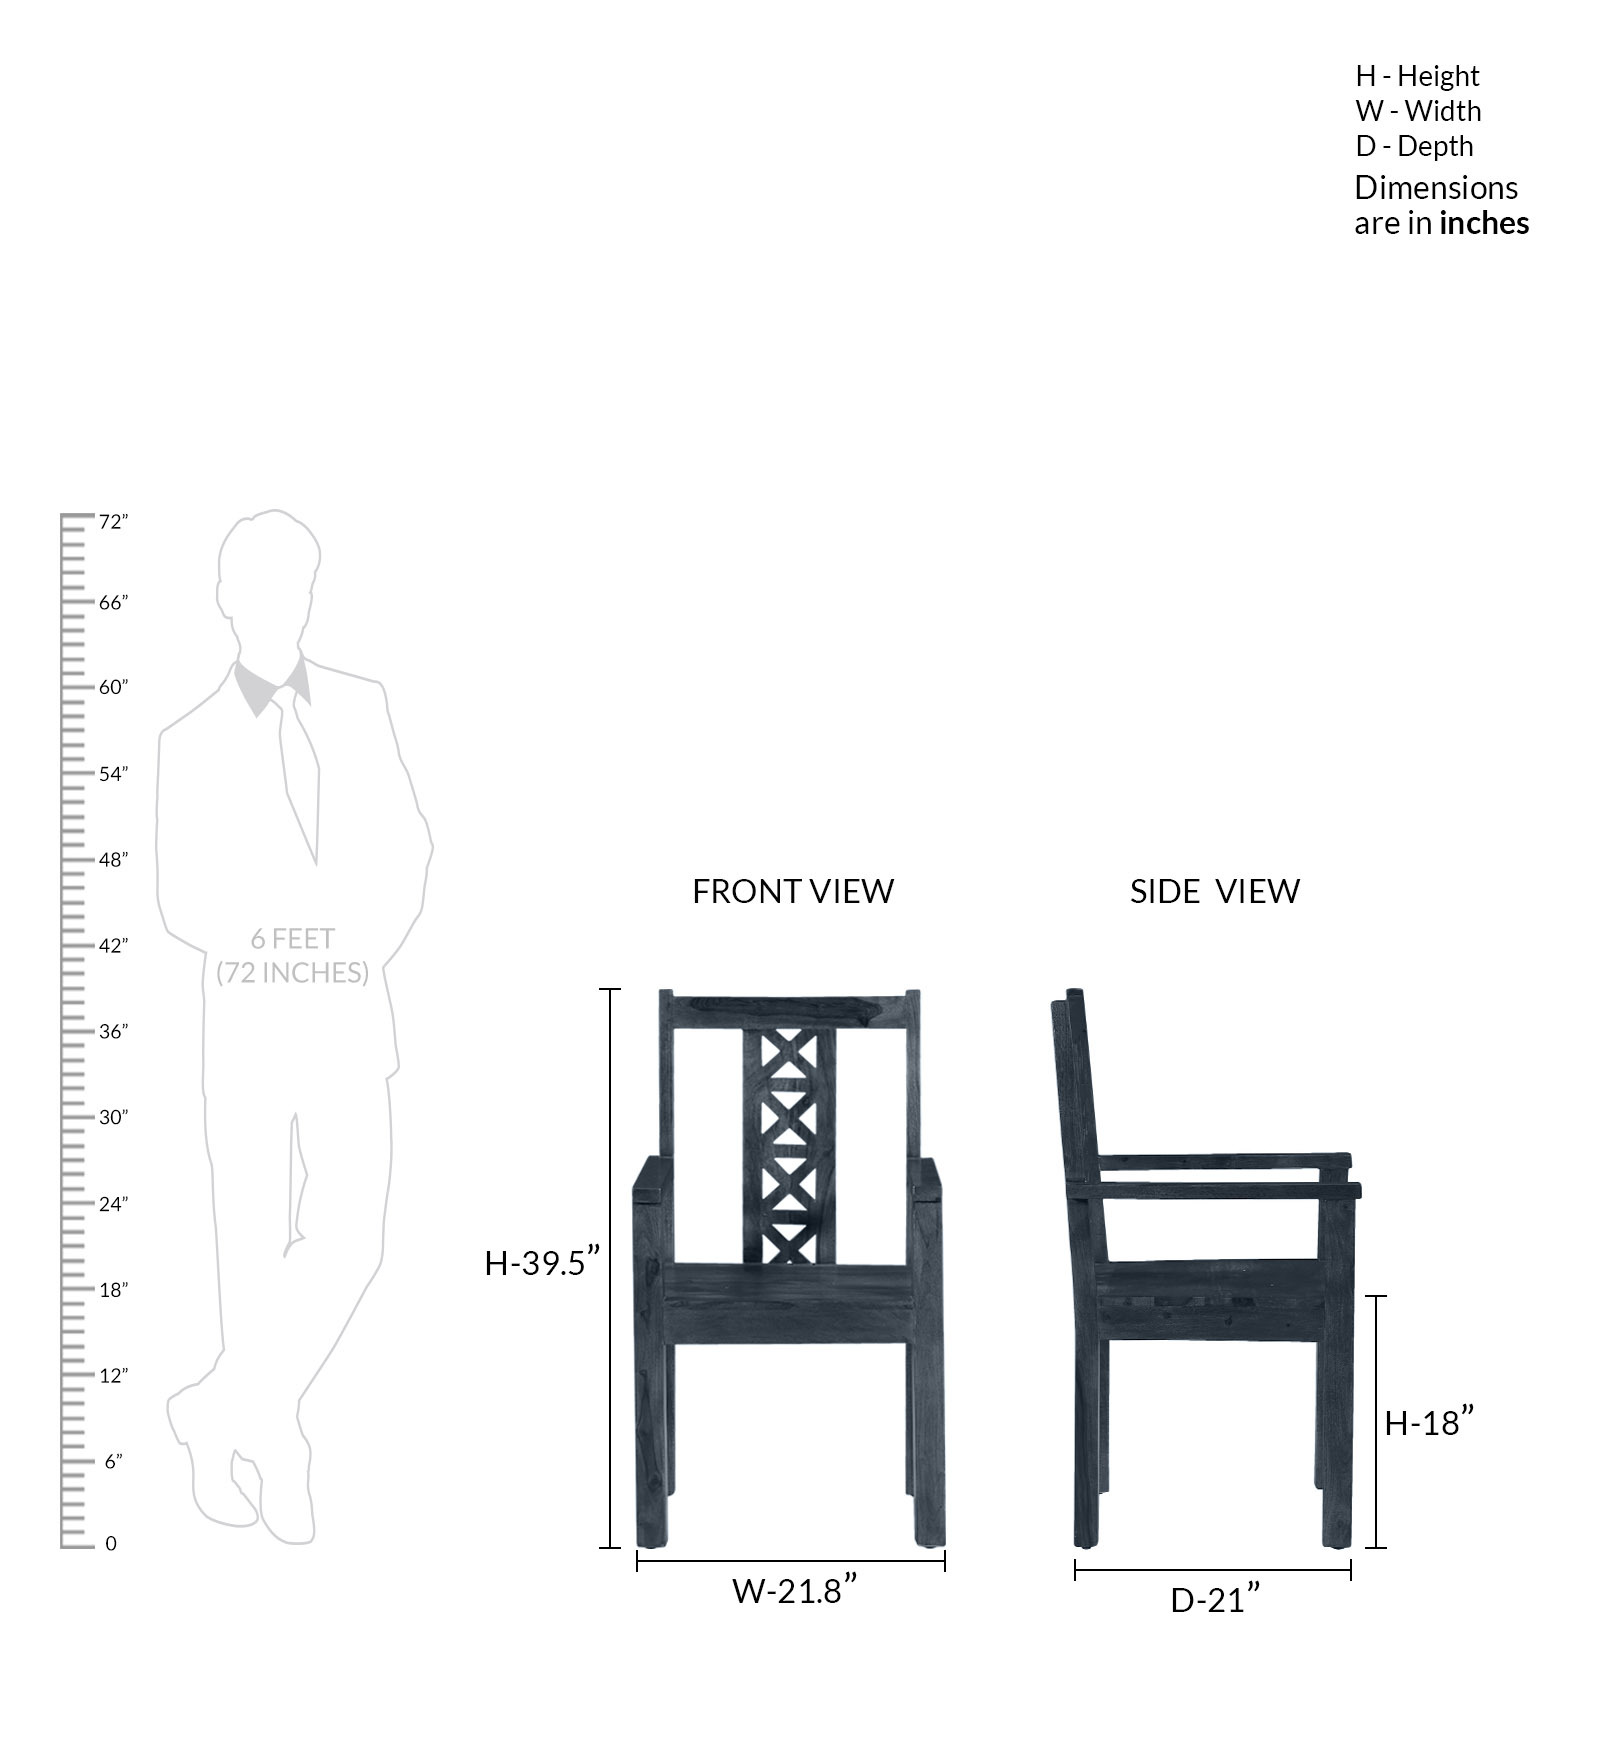 H - Height
W - Width
D - Depth
Dimensions
are in inches
72”
66”
60”
54”
48”
42”
36”
30”
24”
18”
12”
6”
0
6 FEET
(72 INCHES)
FRONT VIEW
SIDE VIEW
H-39.5”
H-18”
W-21.8”
D-21”